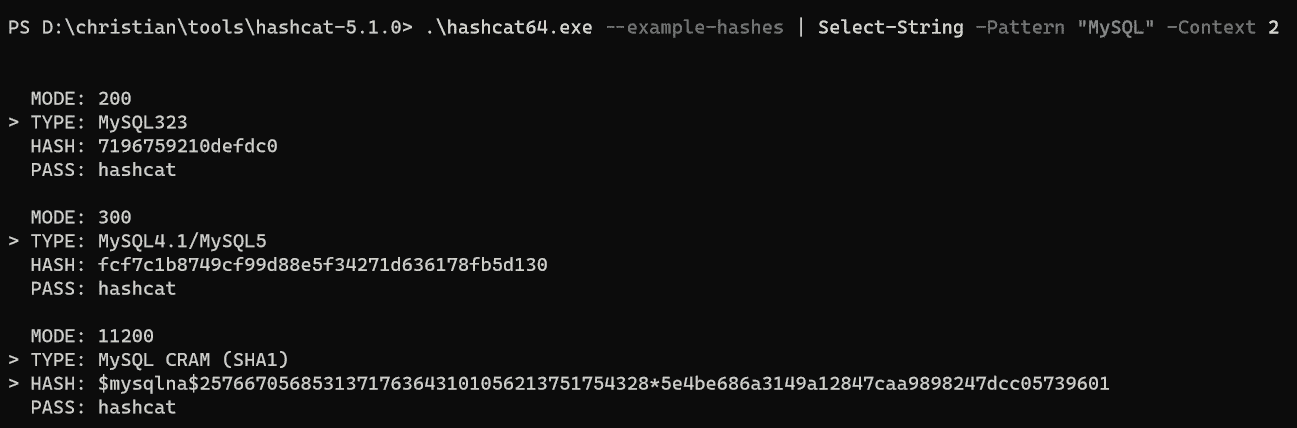 PS D:\christian\tools\hashcat-5.1.0> .\hashcat64.exe --example-hashes | Select-String -Pattern "MySQL" -Context 2
MODE: 200
> TYPE: MySQL323
HASH: 7196759210defdc0
PASS: hashcat
MODE: 300
> TYPE: MySQL4.1/MySQL5
HASH: fcf7c1b8749cf99d88e5f34271d636178fb5d130
PASS: hashcat
MODE: 11200
> TYPE: MySQL CRAM (SHA1)
> HASH: $mysqlna$2576670568531371763643101056213751754328*5e4be686a3149a12847caa9898247dcc05739601
PASS: hashcat